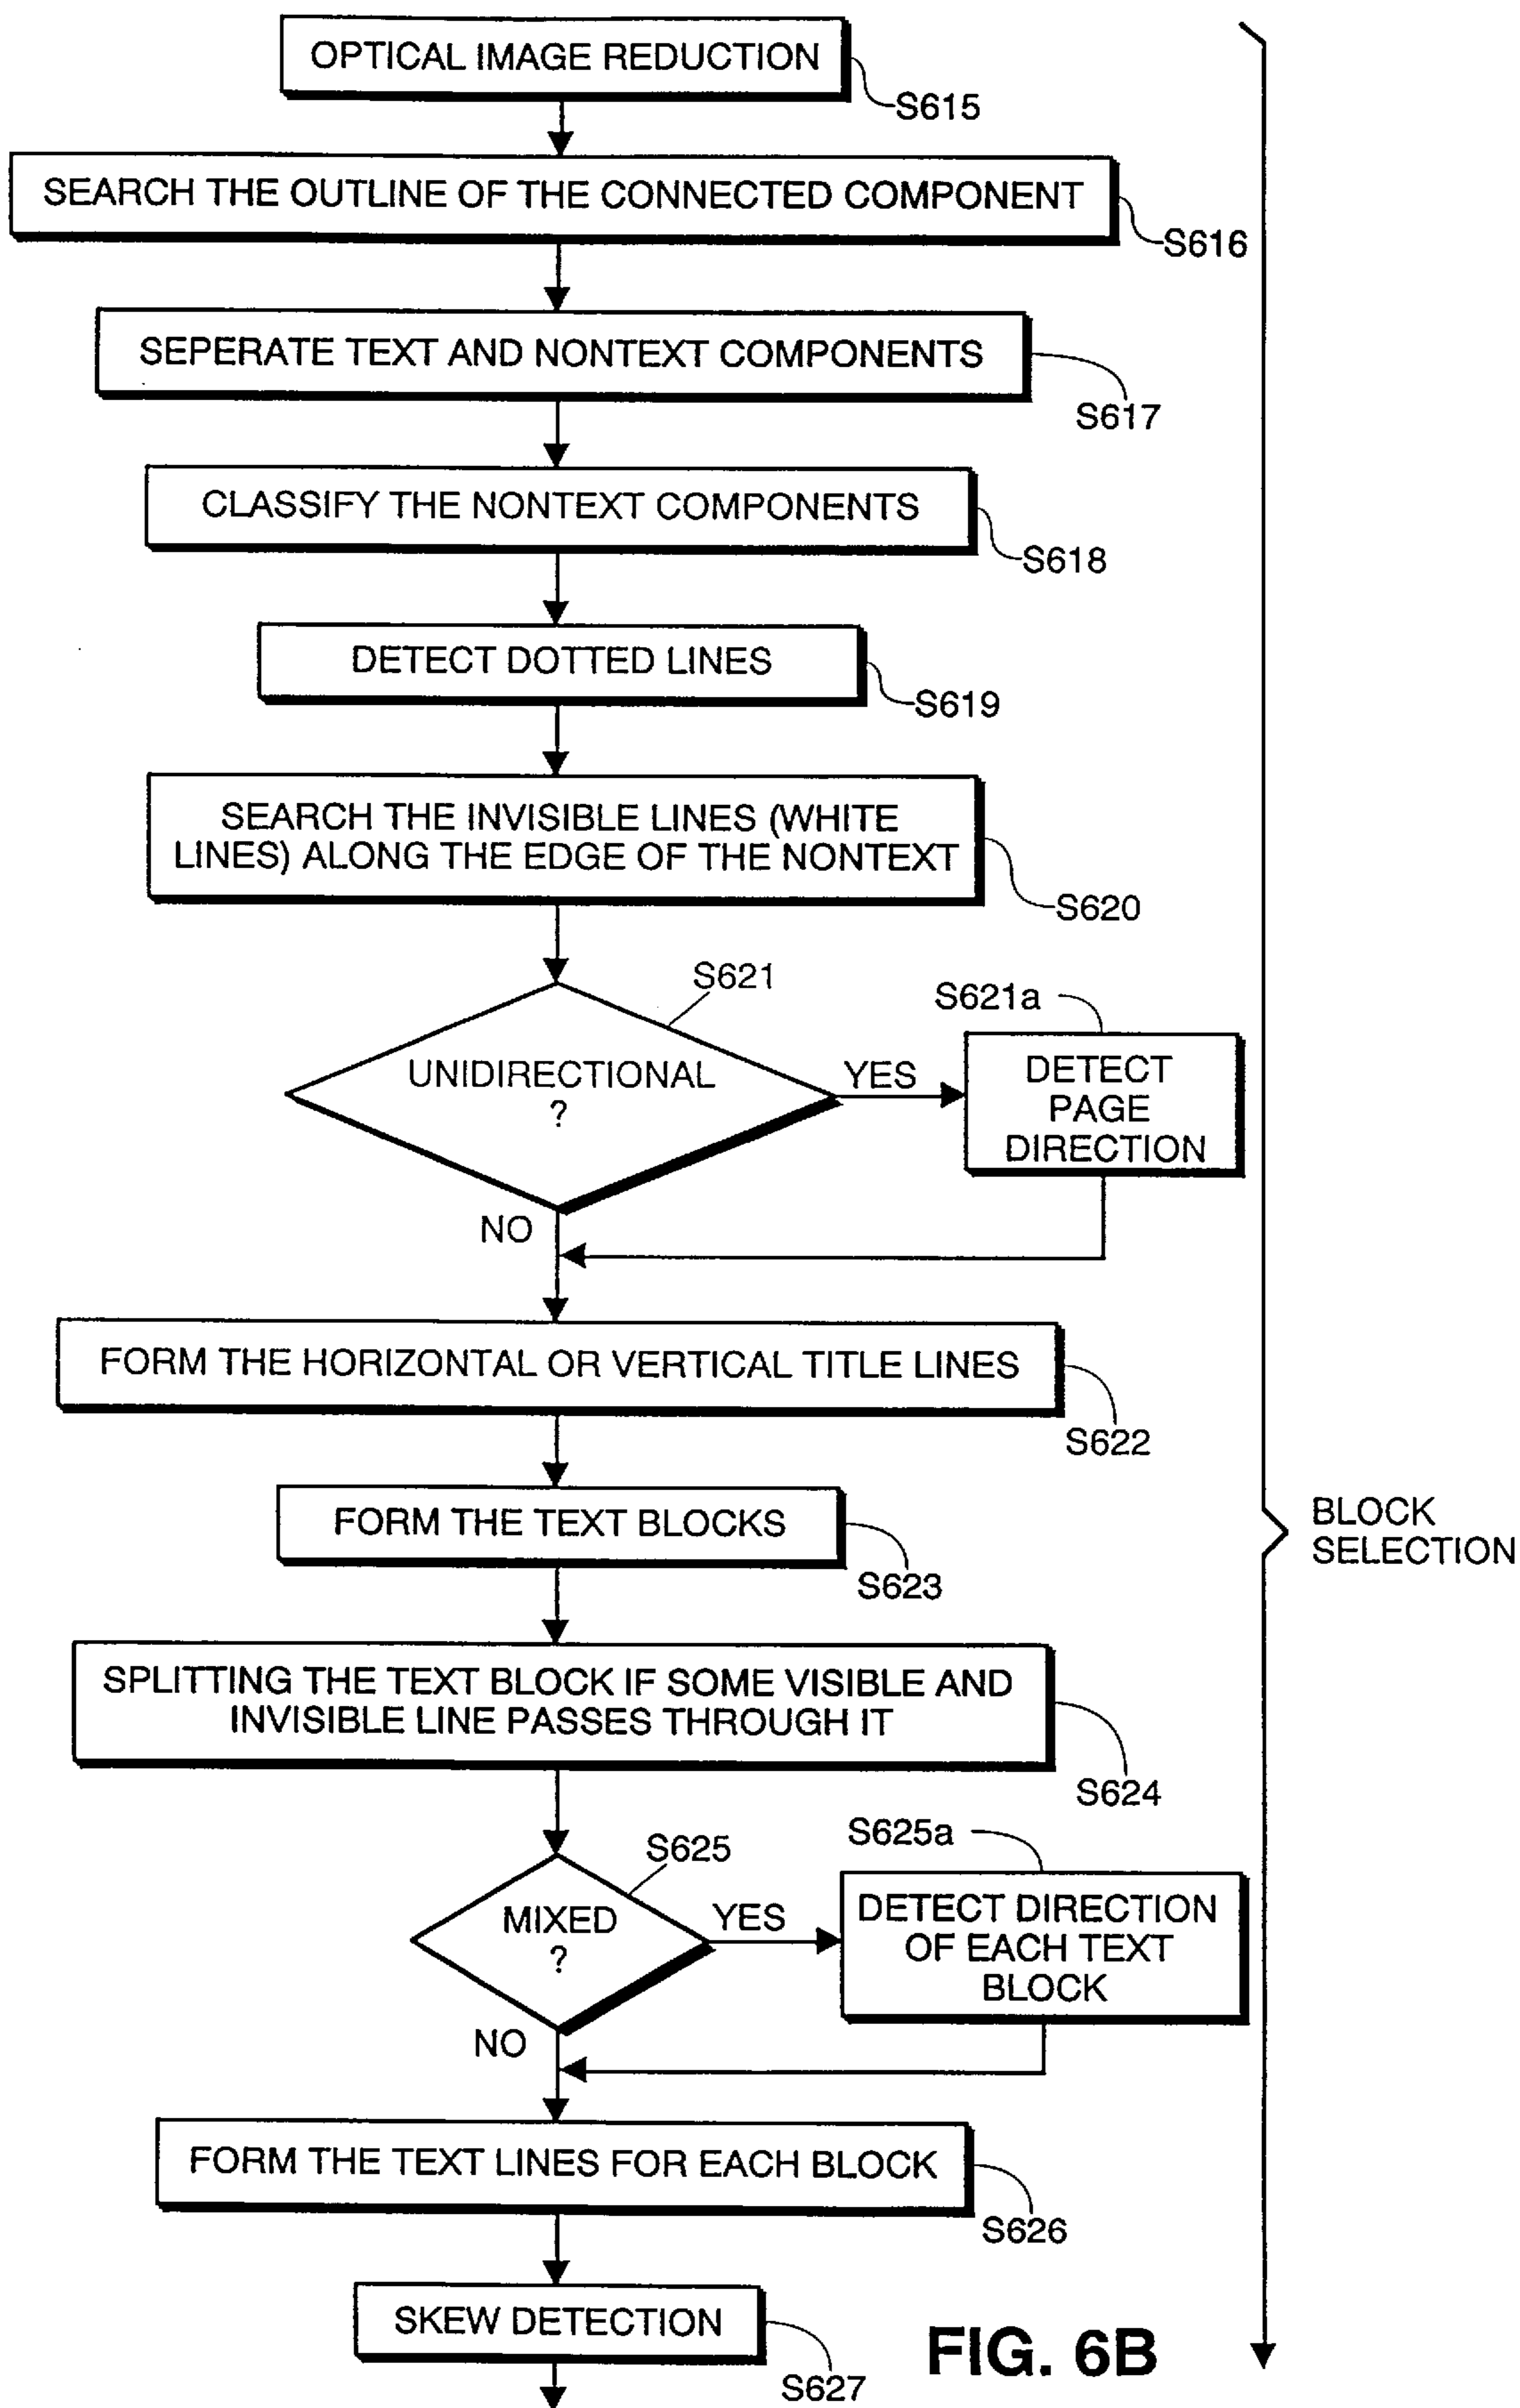 OPTICAL IMAGE REDUCTION
S615
SEARCH THE OUTLINE OF THE CONNECTED COMPONENT
S616
SEPERATE TEXT AND NONTEXT COMPONENTS
S617
CLASSIFY THE NONTEXT COMPONENTS
S618
DETECT DOTTED LINES
S619
SEARCH THE INVISIBLE LINES (WHITE
LINES) ALONG THE EDGE OF THE NONTEXT
S620
S621
UNIDIRECTIONAL
?
YES
S621a
DETECT
PAGE
DIRECTION
NO
FORM THE HORIZONTAL OR VERTICAL TITLE LINES
S622
FORM THE TEXT BLOCKS
S623
BLOCK
SELECTION
SPLITTING THE TEXT BLOCK IF SOME VISIBLE AND
INVISIBLE LINE PASSES THROUGH IT
S624
S625
MIXED
?
YES
S625a
DETECT DIRECTION
OF EACH TEXT
BLOCK
NO
FORM THE TEXT LINES FOR EACH BLOCK
S626
SKEW DETECTION
S627
FIG. 6B